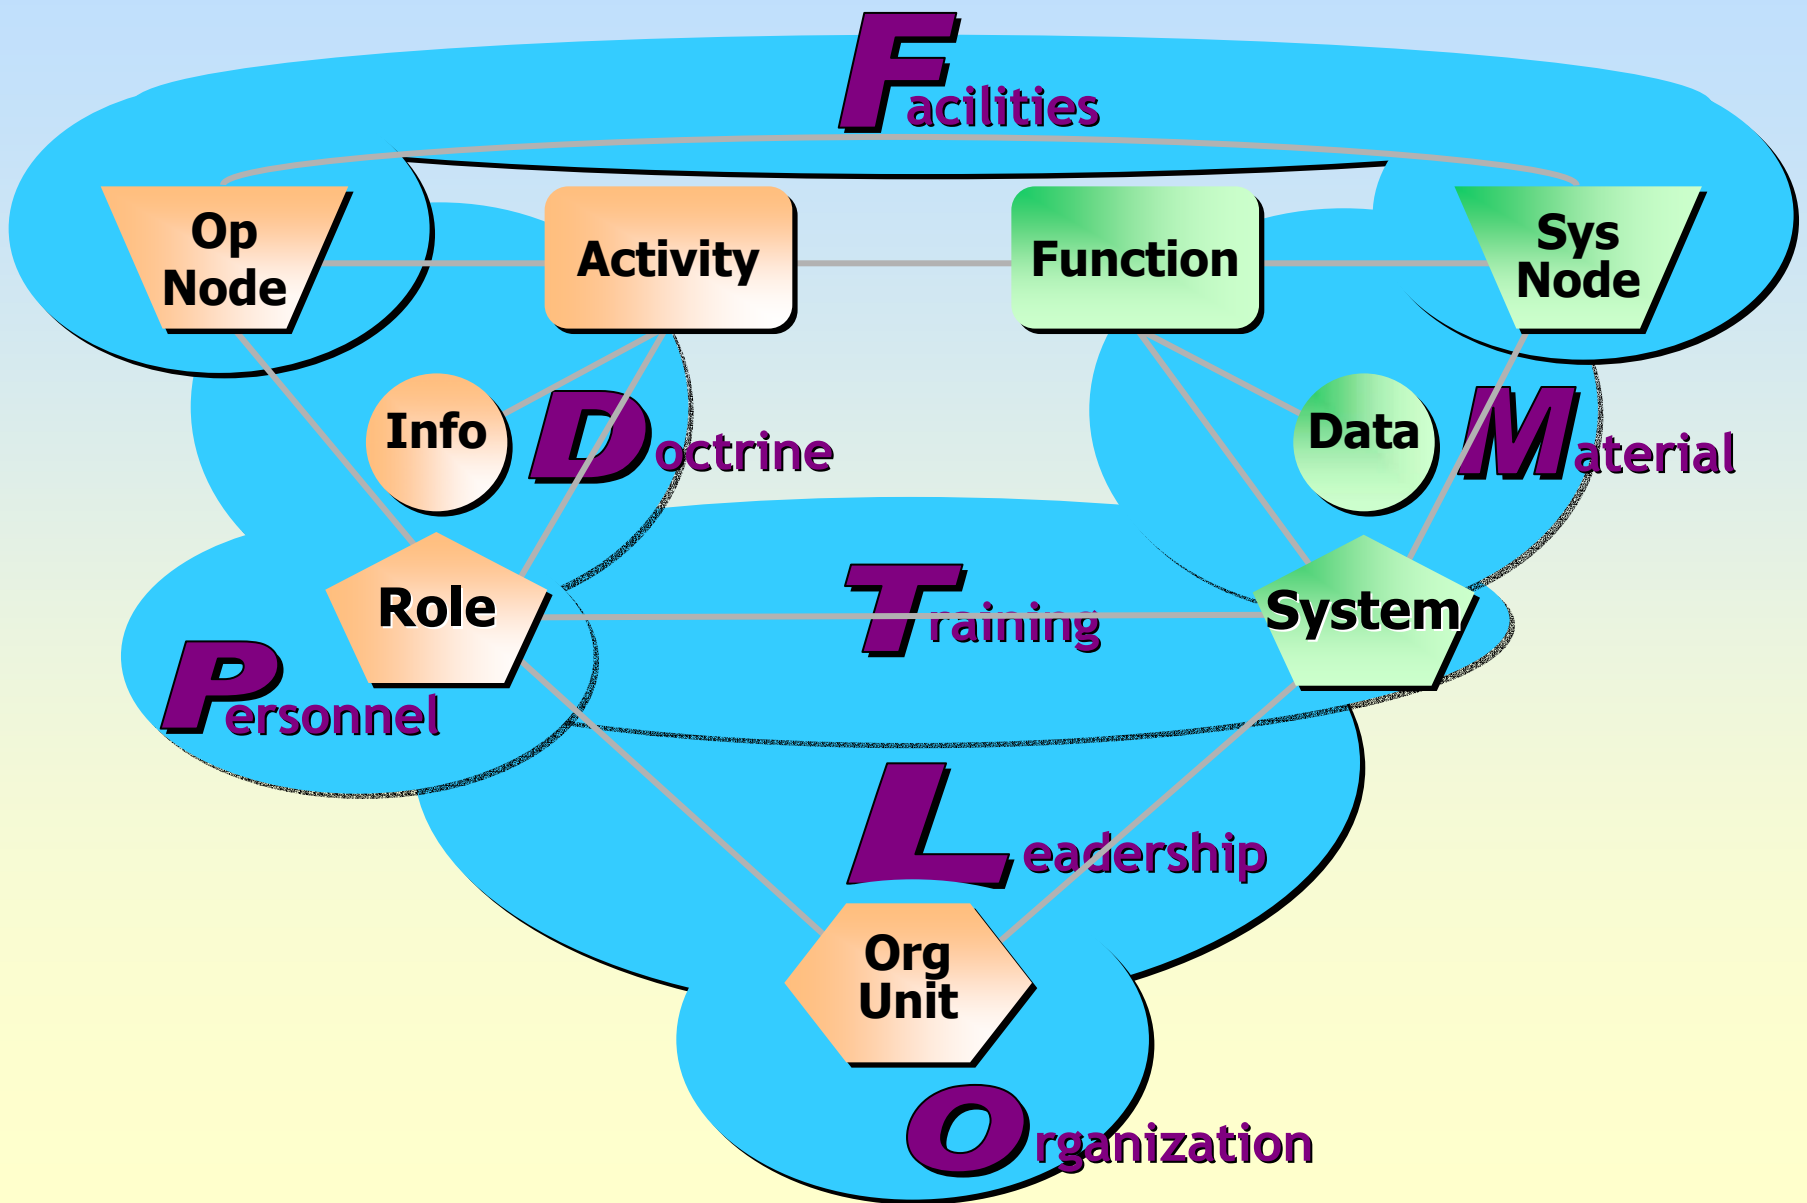 Facilities
Op
Node
Activity
Function
Sys
Node
Info
Doctrine
Data
Material
Role
Training
System
Personnel
Leadership
Org
Unit
Organization